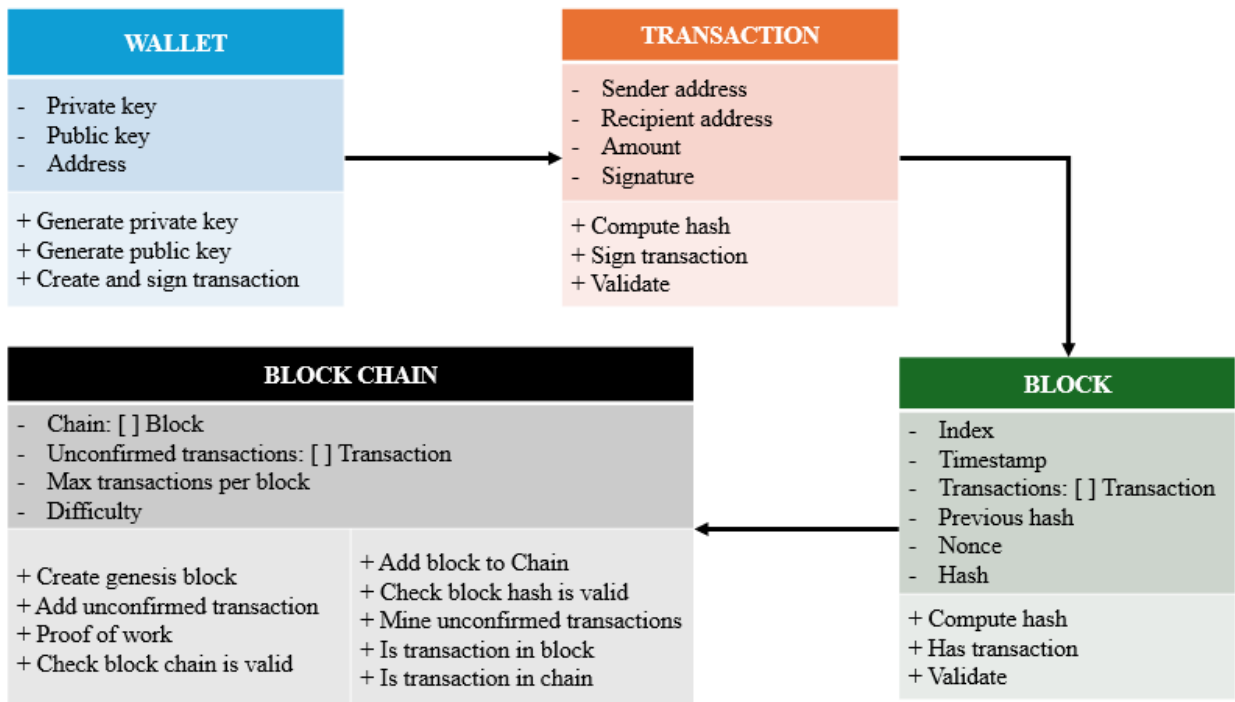 WALLET
- Private key
- Public key
- Address
+ Generate private key
+ Generate public key
+ Create and sign transaction
TRANSACTION
- Sender address
- Recipient address
- Amount
- Signature
+ Compute hash
+ Sign transaction
+ Validate
BLOCK CHAIN
- Chain: [ ] Block
- Unconfirmed transactions: [ ] Transaction
- Max transactions per block
- Difficulty
+ Create genesis block
+ Add unconfirmed transaction
+ Proof of work
+ Check block chain is valid
+ Add block to Chain
+ Check block hash is valid
+ Mine unconfirmed transactions
+ Is transaction in block
+ Is transaction in chain
BLOCK
- Index
- Timestamp
- Transactions: [ ] Transaction
- Previous hash
- Nonce
- Hash
+ Compute hash
+ Has transaction
+ Validate